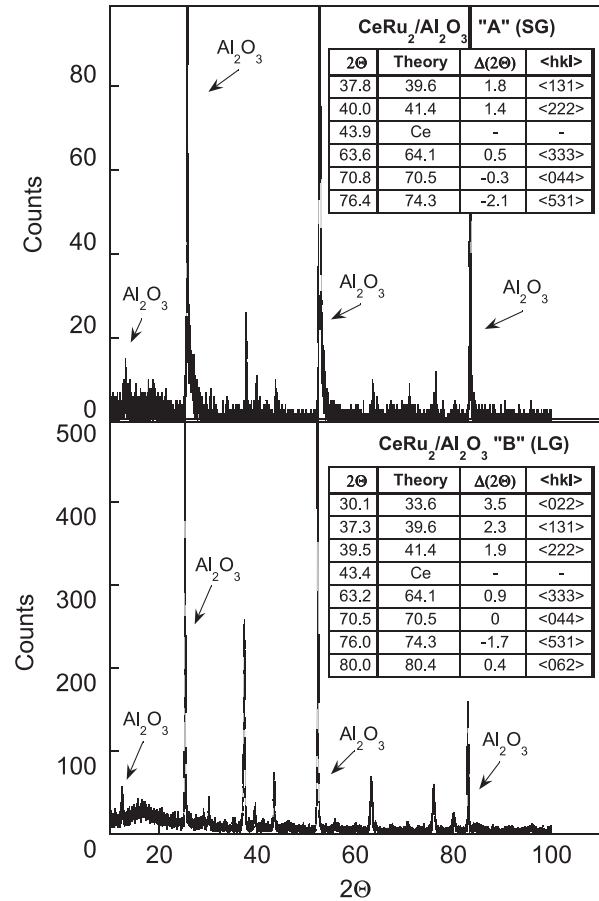 CeRu2/Al2O3 "A" (SG)
2Θ Theory Δ(2Θ) <hkl>
37.8 39.6 1.8 <131>
40.0 41.4 1.4 <222>
43.9 Ce - -
63.6 64.1 0.5 <333>
70.8 70.5 -0.3 <044>
76.4 74.3 -2.1 <531>
Al2O3
Al2O3
Al2O3
Al2O3
Counts
80
60
40
20
0
CeRu2/Al2O3 "B" (LG)
2Θ Theory Δ(2Θ) <hkl>
30.1 33.6 3.5 <022>
37.3 39.6 2.3 <131>
39.5 41.4 1.9 <222>
43.4 Ce - -
63.2 64.1 0.9 <333>
70.5 70.5 0 <044>
76.0 74.3 -1.7 <531>
80.0 80.4 0.4 <062>
Al2O3
Al2O3
Al2O3
Al2O3
Counts
500
400
300
200
100
0
20 40 60 80 100
2Θ